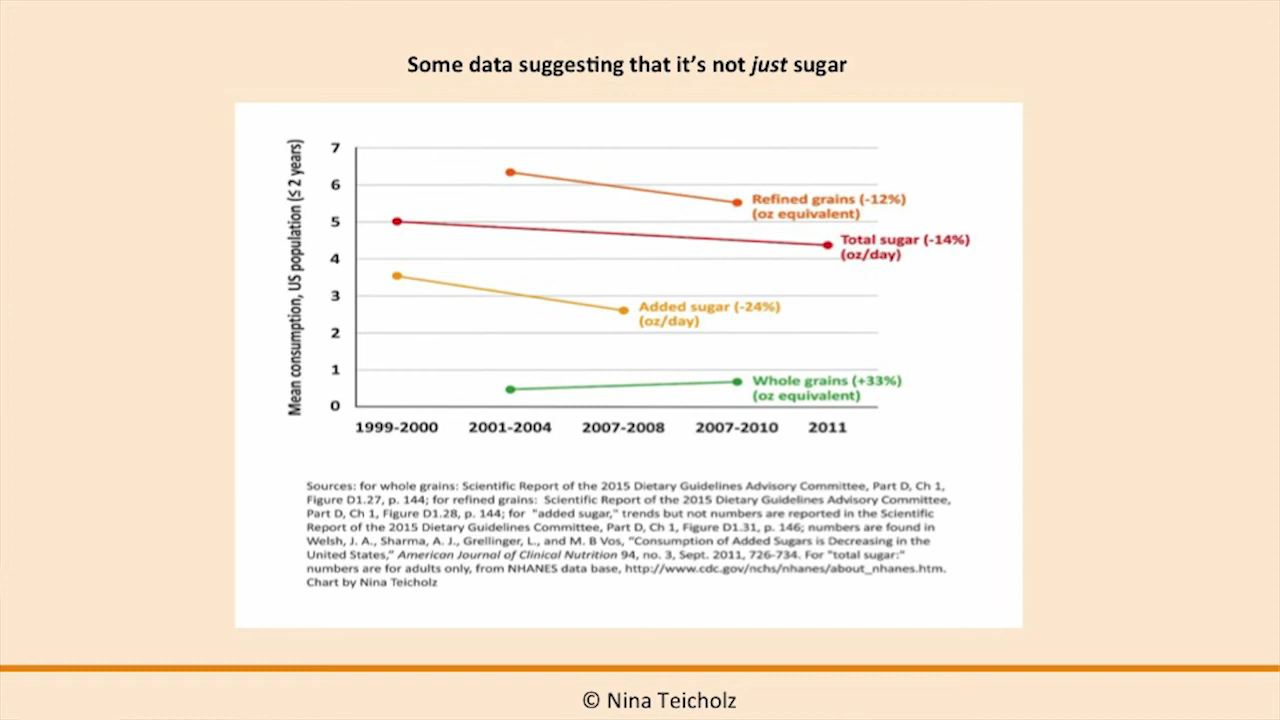 Some data suggesting that it's not just sugar
Mean consumption, US population (≤ 2 years)
7
6
5
4
3
2
1
0
Refined grains (-12%)
(oz equivalent)
Total sugar (-14%)
(oz/day)
Added sugar (-24%)
(oz/day)
Whole grains (+33%)
(oz equivalent)
1999-2000 2001-2004 2007-2008 2007-2010 2011
Sources: for whole grains: Scientific Report of the 2015 Dietary Guidelines Advisory Committee, Part D, Ch 1,
Figure D1.27, p. 144; for refined grains: Scientific Report of the 2015 Dietary Guidelines Advisory Committee,
Part D, Ch 1, Figure D1.28, p. 144; for "added sugar," trends but not numbers are reported in the Scientific
Report of the 2015 Dietary Guidelines Committee, Part D, Ch 1, Figure D1.31, p. 146; numbers are found in
Welsh, J. A., Sharma, A. J., Grellinger, L., and M. B Vos, "Consumption of Added Sugars is Decreasing in the
United States," American Journal of Clinical Nutrition 94, no. 3, Sept. 2011, 726-734. For "total sugar:"
numbers are for adults only, from NHANES data base, http://www.cdc.gov/nchs/nhanes/about_nhanes.htm.
Chart by Nina Teicholz
© Nina Teicholz